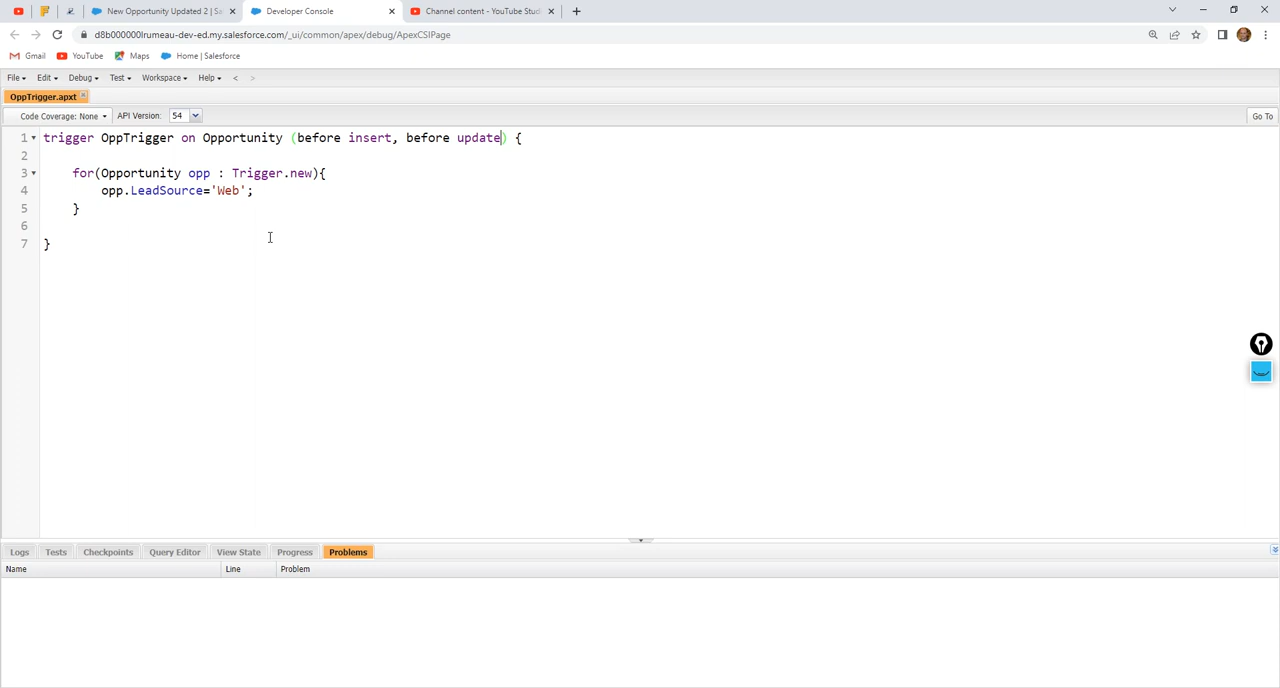 New Opportunity Updated 2 | Sa
Developer Console
Channel content - YouTube Stud
d8b000000lrumeau-dev-ed.my.salesforce.com/_ui/common/apex/debug/ApexCSIPage
Gmail YouTube Maps Home | Salesforce
File Edit Debug Test Workspace Help < >
OppTrigger.apxt
Code Coverage: None API Version: 54 Go To
1 trigger OppTrigger on Opportunity (before insert, before update) {
2
3 for(Opportunity opp : Trigger.new){
4 opp.LeadSource='Web';
5 }
6
7 }
Logs Tests Checkpoints Query Editor View State Progress Problems
Name Line Problem